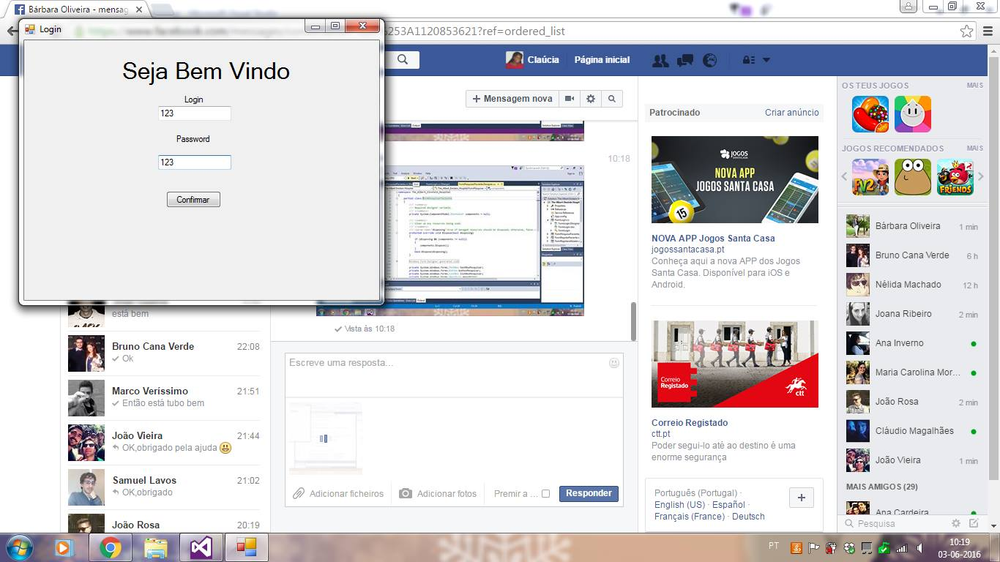 Bárbara Oliveira - mensag
Login
253A1120853621?ref=ordered_list
Seja Bem Vindo
Login
123
Password
123
Confirmar
Claúcia
Página inicial
Mensagem nova
10:18
Vista às 10:18
está bem
Bruno Cana Verde 22:08
Ok
Marco Veríssimo 21:51
Então está tubo bem
João Vieira 21:44
OK,obrigado pela ajuda
Samuel Lavos 21:02
OK,obrigado
João Rosa 20:19
Escreve uma resposta...
Adicionar ficheiros
Adicionar fotos
Premir a ...
Responder
Patrocinado
Criar anúncio
JOGOS
SANTACASA
NOVA APP
JOGOS SANTA CASA
15
NOVA APP Jogos Santa Casa
jogossantacasa.pt
Conheça aqui a nova APP dos Jogos
Santa Casa. Disponível para iOS e
Android.
Correio
Registado
ctt
Correio Registado
ctt.pt
Poder segui-lo até ao destino é uma
enorme segurança
Português (Portugal) ·
English (US) · Español ·
Français (France) · Deutsch
OS TEUS JOGOS MAIS
JOGOS RECOMENDADOS MAIS
FV2
FRIENDS
Bárbara Oliveira 1 min
Bruno Cana Verde 6 h
Nélida Machado 12 h
Joana Ribeiro 2 min
Ana Inverno
Maria Carolina Mor...
João Rosa 2 min
Cláudio Magalhães
João Vieira 1 min
MAIS AMIGOS (29)
Ana Cardeira
Pesquisa
PT
10:19
03-06-2016